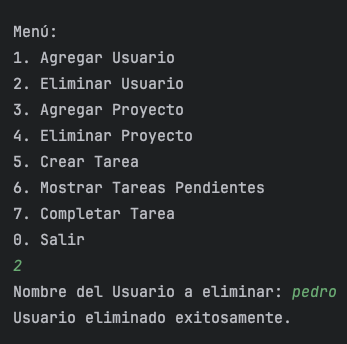 Menú:
1. Agregar Usuario
2. Eliminar Usuario
3. Agregar Proyecto
4. Eliminar Proyecto
5. Crear Tarea
6. Mostrar Tareas Pendientes
7. Completar Tarea
0. Salir
2
Nombre del Usuario a eliminar: pedro
Usuario eliminado exitosamente.